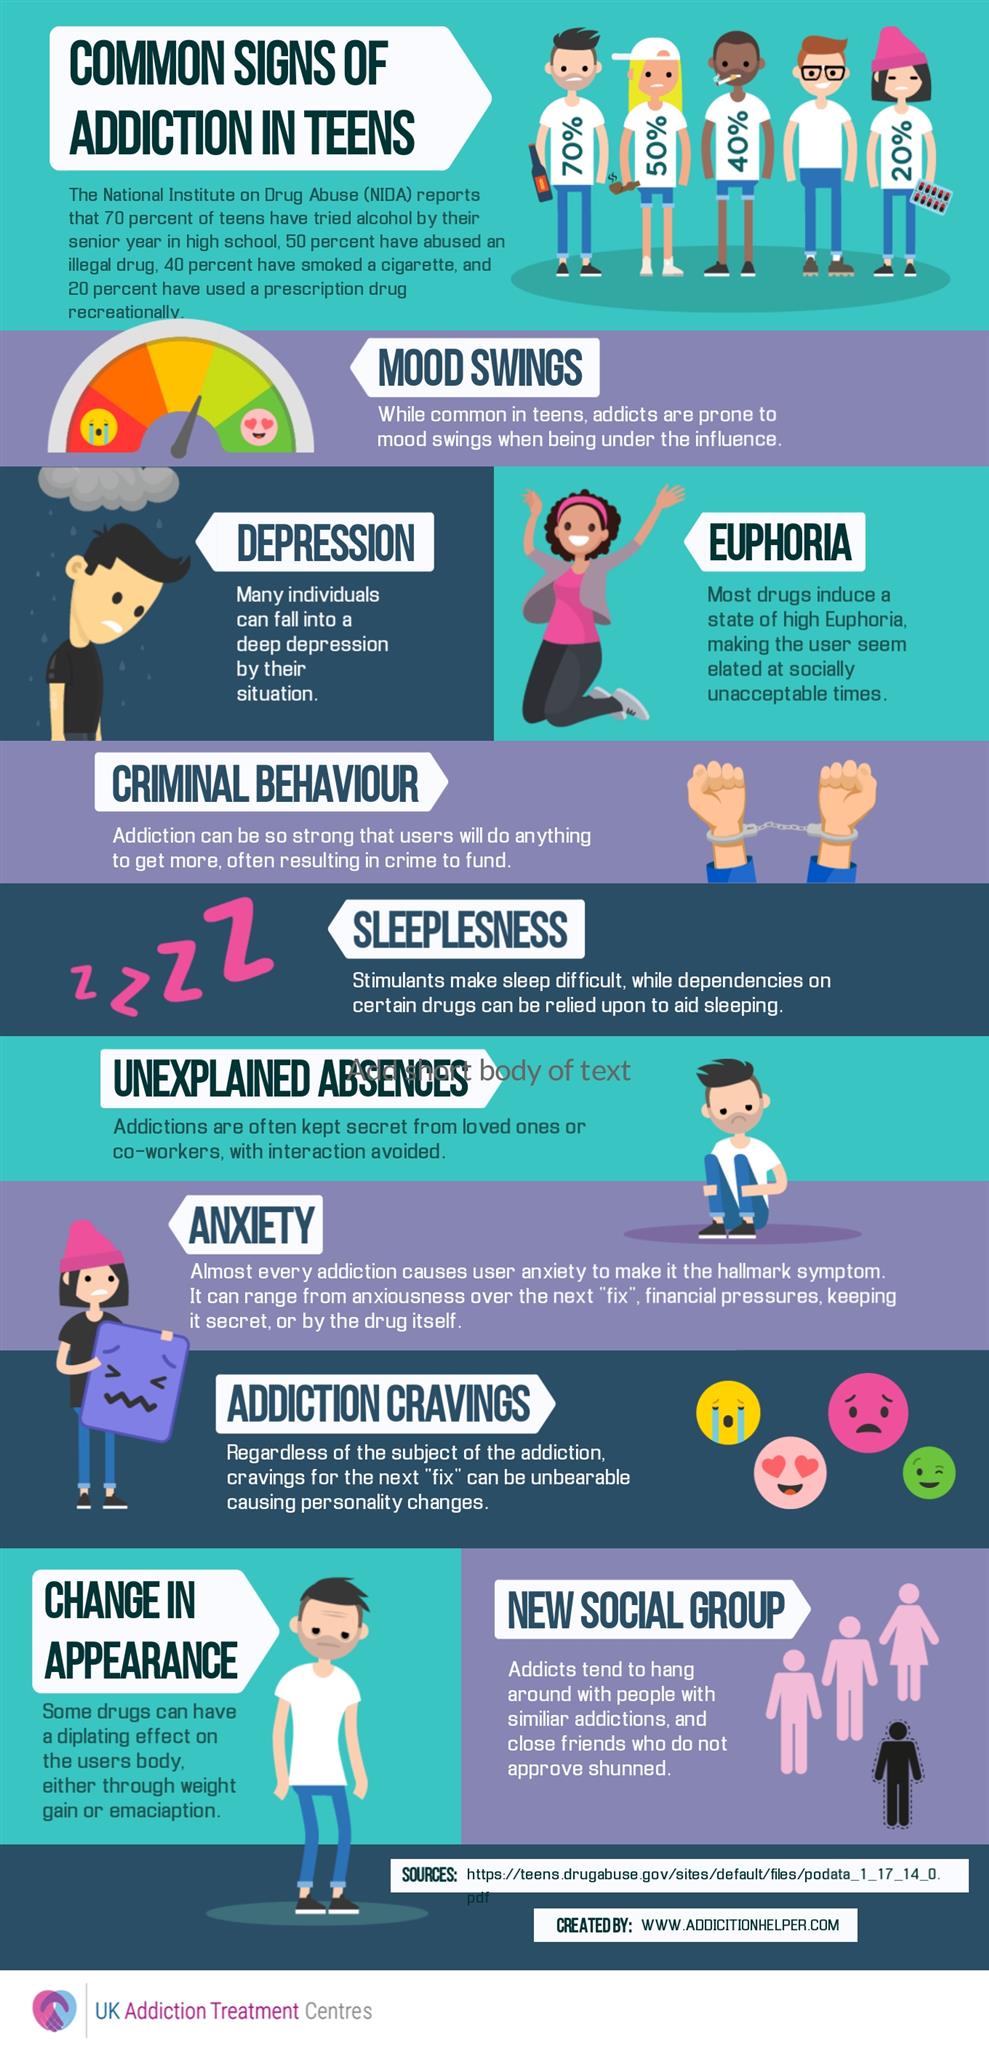 COMMON SIGNS OF
ADDICTION IN TEENS
The National Institute on Drug Abuse (NIDA) reports
that 70 percent of teens have tried alcohol by their
senior year in high school, 50 percent have abused an
illegal drug, 40 percent have smoked a cigarette, and
20 percent have used a prescription drug
recreationally.
70%
50%
40%
20%
MOOD SWINGS
While common in teens, addicts are prone to
mood swings when being under the influence.
DEPRESSION
Many individuals
can fall into a
deep depression
by their
situation.
EUPHORIA
Most drugs induce a
state of high Euphoria,
making the user seem
elated at socially
unacceptable times.
CRIMINAL BEHAVIOUR
Addiction can be so strong that users will do anything
to get more, often resulting in crime to fund.
Z Z Z Z
SLEEPLESNESS
Stimulants make sleep difficult, while dependencies on
certain drugs can be relied upon to aid sleeping.
UNEXPLAINED ABSENCES
Add short body of text
Addictions are often kept secret from loved ones or
co-workers, with interaction avoided.
ANXIETY
Almost every addiction causes user anxiety to make it the hallmark symptom.
It can range from anxiousness over the next "fix", financial pressures, keeping
it secret, or by the drug itself.
ADDICTION CRAVINGS
Regardless of the subject of the addiction,
cravings for the next "fix" can be unbearable
causing personality changes.
CHANGE IN
APPEARANCE
Some drugs can have
a diplating effect on
the users body,
either through weight
gain or emaciaption.
NEW SOCIAL GROUP
Addicts tend to hang
around with people with
similiar addictions, and
close friends who do not
approve shunned.
SOURCES: https://teens.drugabuse.gov/sites/default/files/podata_1_17_14_0.
pdf
CREATED BY: WWW.ADDICITIONHELPER.COM
UK Addiction Treatment Centres